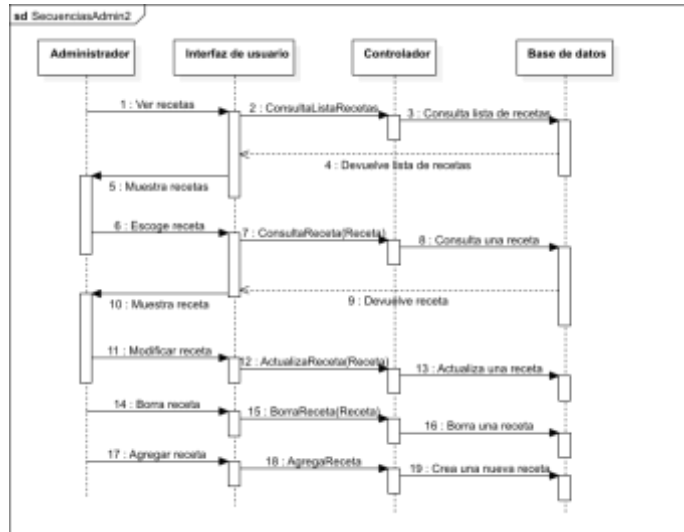 sd SecuenciasAdmin2
Administrador
Interfaz de usuario
Controlador
Base de datos
1 : Ver recetas
2 : ConsultaListaRecetas
3 : Consulta lista de recetas
4 : Devuelve lista de recetas
5 : Muestra recetas
6 : Escoge receta
7 : ConsultaReceta(Receta)
8 : Consulta una receta
9 : Devuelve receta
10 : Muestra receta
11 : Modificar receta
12 : ActualizaReceta(Receta)
13 : Actualiza una receta
14 : Borra receta
15 : BorraReceta(Receta)
16 : Borra una receta
17 : Agregar receta
18 : AgregaReceta
19 : Crea una nueva receta